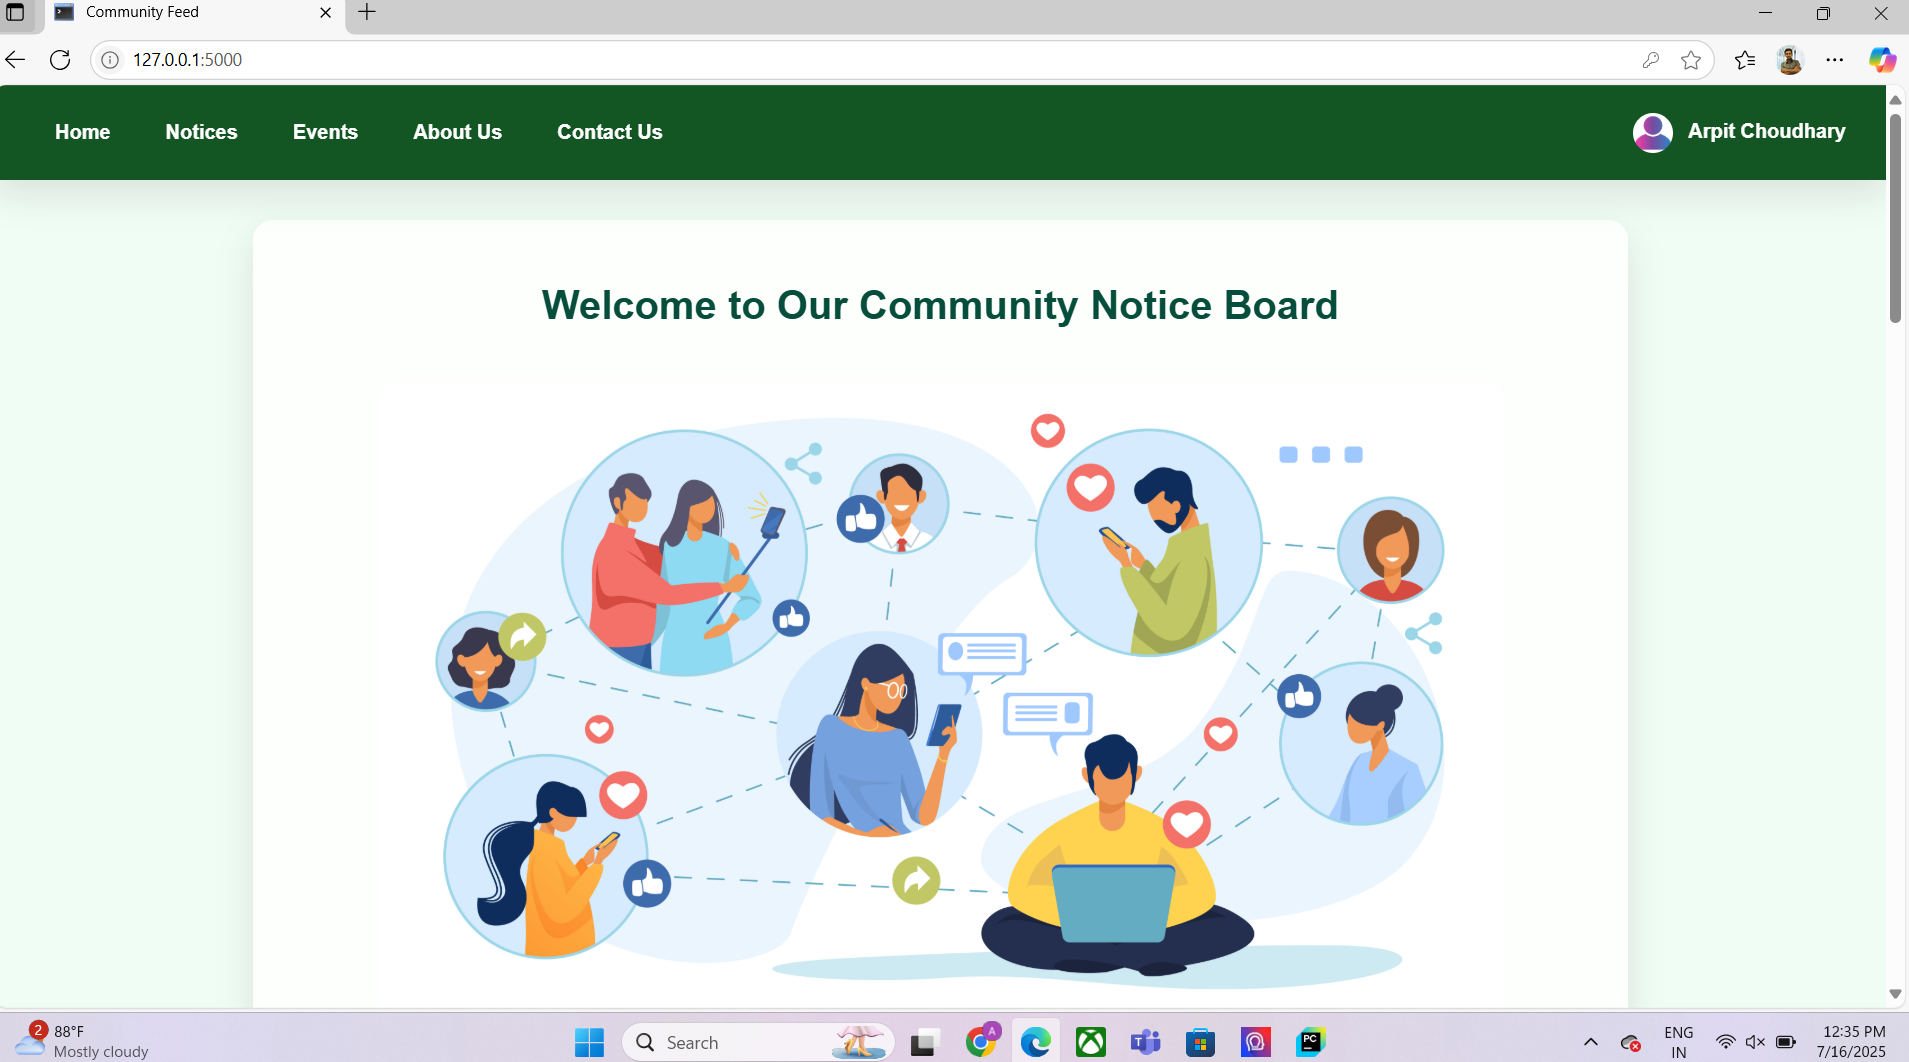 Community Feed
127.0.0.1:5000
Home Notices Events About Us Contact Us Arpit Choudhary
Welcome to Our Community Notice Board
2
88°F
Mostly cloudy
Search
A
T
PC
ENG
IN
12:35 PM
7/16/2025